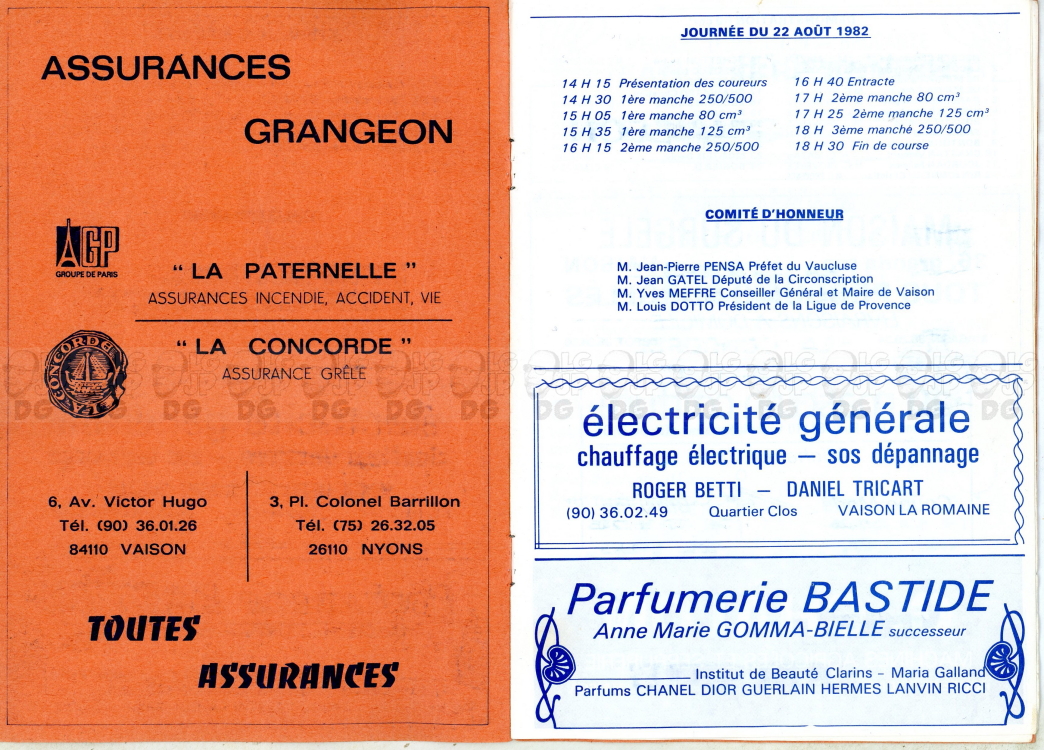 ASSURANCES
GRANGEON
AGP
GROUPE DE PARIS
“ LA PATERNELLE ”
ASSURANCES INCENDIE, ACCIDENT, VIE
CONCORDE
“ LA CONCORDE ”
ASSURANCE GRÊLE
6, Av. Victor Hugo
Tél. (90) 36.01.26
84110 VAISON
3, Pl. Colonel Barrillon
Tél. (75) 26.32.05
26110 NYONS
TOUTES
ASSURANCES
JOURNÉE DU 22 AOÛT 1982
14 H 15 Présentation des coureurs
14 H 30 1ère manche 250/500
15 H 05 1ère manche 80 cm³
15 H 35 1ère manche 125 cm³
16 H 15 2ème manche 250/500
16 H 40 Entracte
17 H 2ème manche 80 cm³
17 H 25 2ème manche 125 cm³
18 H 3ème manche 250/500
18 H 30 Fin de course
COMITÉ D'HONNEUR
M. Jean-Pierre PENSA Préfet du Vaucluse
M. Jean GATEL Député de la Circonscription
M. Yves MEFFRE Conseiller Général et Maire de Vaison
M. Louis DOTTO Président de la Ligue de Provence
électricité générale
chauffage électrique — sos dépannage
ROGER BETTI — DANIEL TRICART
(90) 36.02.49 Quartier Clos VAISON LA ROMAINE
Parfumerie BASTIDE
Anne Marie GOMMA-BIELLE successeur
Institut de Beauté Clarins - Maria Galland
Parfums CHANEL DIOR GUERLAIN HERMES LANVIN RICCI